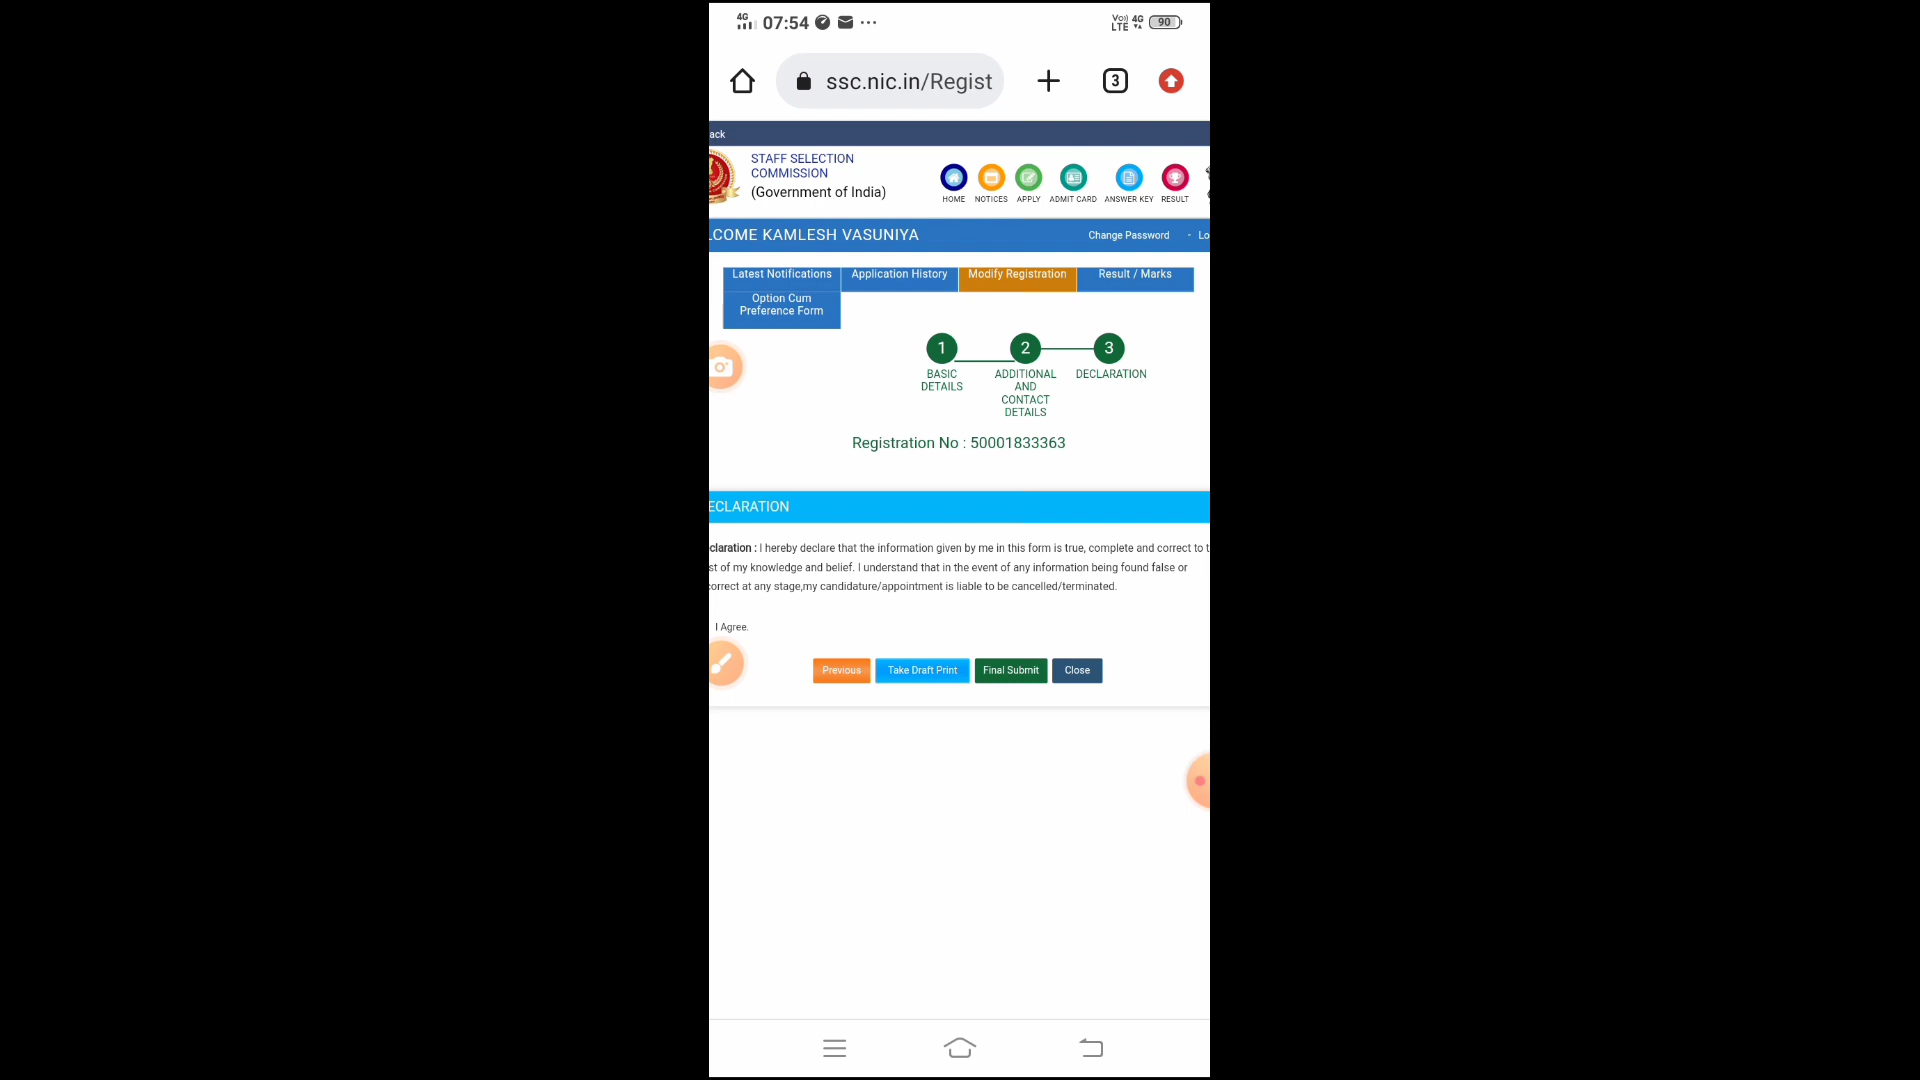 4G 07:54 ... Vo)) LTE 4G 90
ssc.nic.in/Regist 3
ack
STAFF SELECTION
COMMISSION
(Government of India)
HOME NOTICES APPLY ADMIT CARD ANSWER KEY RESULT
LCOME KAMLESH VASUNIYA Change Password - Lo
Latest Notifications Application History Modify Registration Result / Marks
Option Cum
Preference Form
1 2 3
BASIC
DETAILS
ADDITIONAL
AND
CONTACT
DETAILS
DECLARATION
Registration No : 50001833363
ECLARATION
claration : I hereby declare that the information given by me in this form is true, complete and correct to t
st of my knowledge and belief. I understand that in the event of any information being found false or
correct at any stage,my candidature/appointment is liable to be cancelled/terminated.
I Agree.
Previous Take Draft Print Final Submit Close